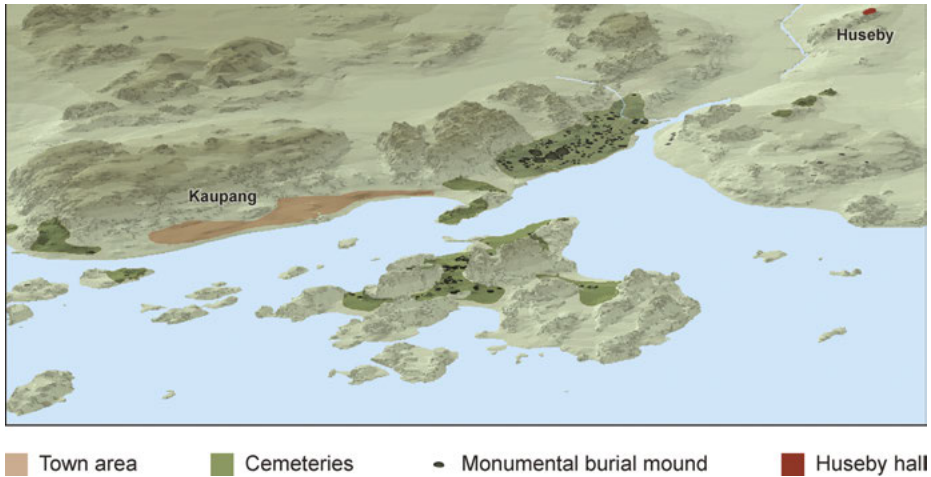 Huseby
Kaupang
Town area
Cemeteries
Monumental burial mound
Huseby hall